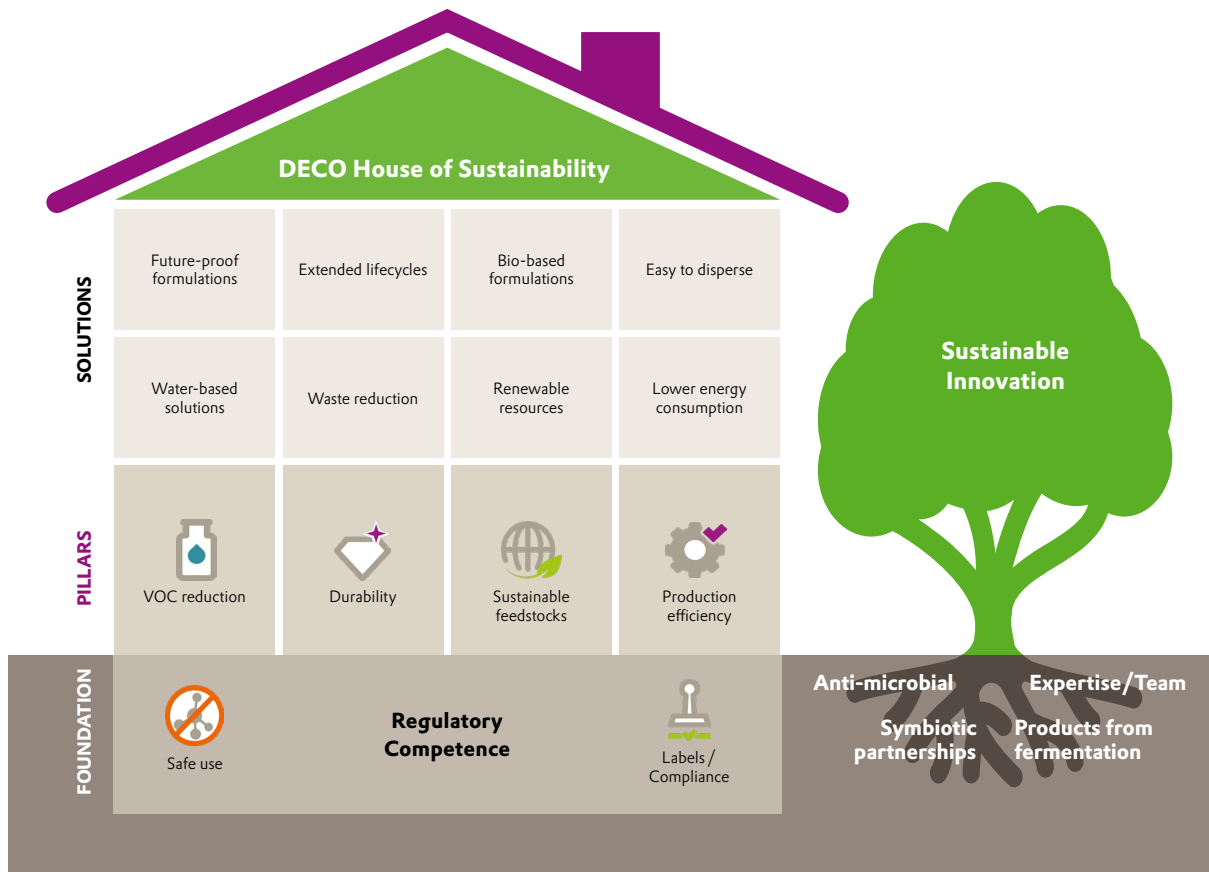 DECO House of Sustainability
SOLUTIONS
Future-proof
formulations
Extended lifecycles
Bio-based
formulations
Easy to disperse
Water-based
solutions
Waste reduction
Renewable
resources
Lower energy
consumption
PILLARS
VOC reduction
Durability
Sustainable
feedstocks
Production
efficiency
FOUNDATION
Safe use
Regulatory
Competence
Labels /
Compliance
Sustainable
Innovation
Anti-microbial
Expertise/Team
Symbiotic
partnerships
Products from
fermentation